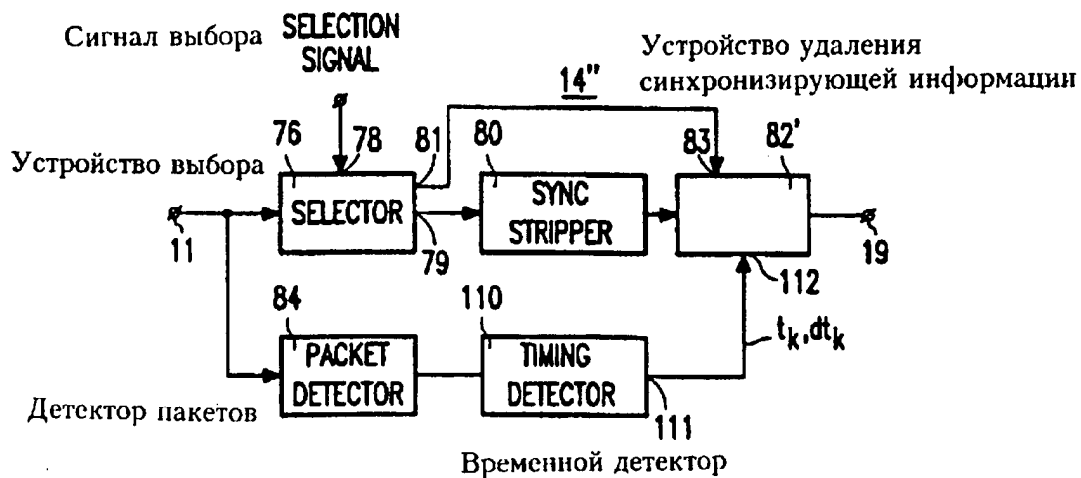 Сигнал выбора
SELECTION
SIGNAL
Устройство удаления
синхронизирующей информации
14"
76
78
81
80
83
82'
Устройство выбора
SELECTOR
SYNC
STRIPPER
11
79
19
112
84
110
t_k, dt_k
PACKET
DETECTOR
TIMING
DETECTOR
111
Детектор пакетов
Временной детектор